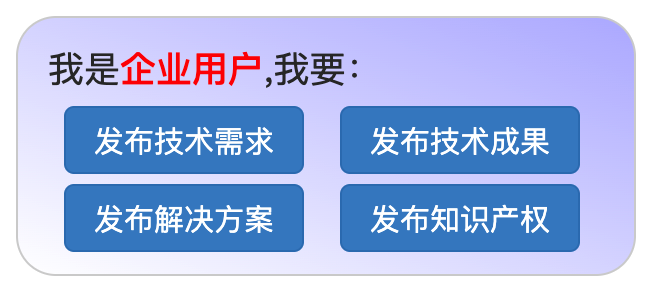 我是企业用户,我要：
发布技术需求 发布技术成果
发布解决方案 发布知识产权